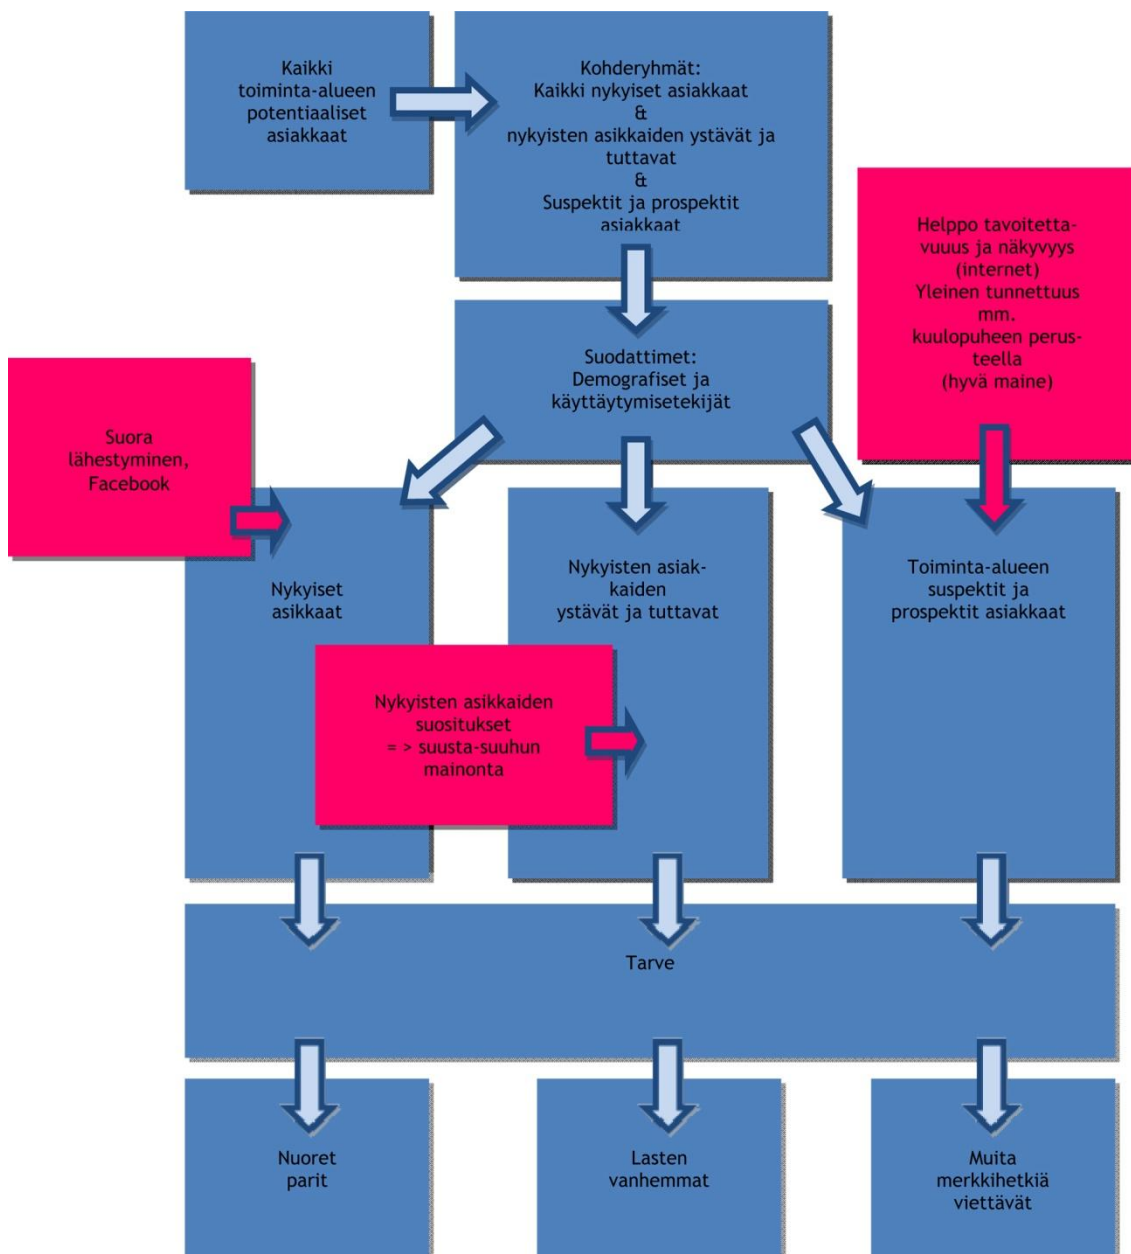 Kaikki
toiminta-alueen
potentiaaliset
asiakkaat
Kohderyhmät:
Kaikki nykyiset asiakkaat
&
nykyisten asikkaiden ystävät ja
tuttavat
&
Suspektit ja prospektit
asiakkaat
Helppo tavoitetta-
vuuus ja näkyvyys
(internet)
Yleinen tunnettuus
mm.
kuulopuheen perus-
teella
(hyvä maine)
Suodattimet:
Demografiset ja
käyttäytymisetekijät
Suora
lähestyminen,
Facebook
Nykyiset
asikkaat
Nykyisten asiak-
kaiden
ystävät ja tuttavat
Toiminta-alueen
suspektit ja
prospektit asiakkaat
Nykyisten asikkaiden
suositukset
= > suusta-suuhun
mainonta
Tarve
Nuoret
parit
Lasten
vanhemmat
Muita
merkkihetkiä
viettävät